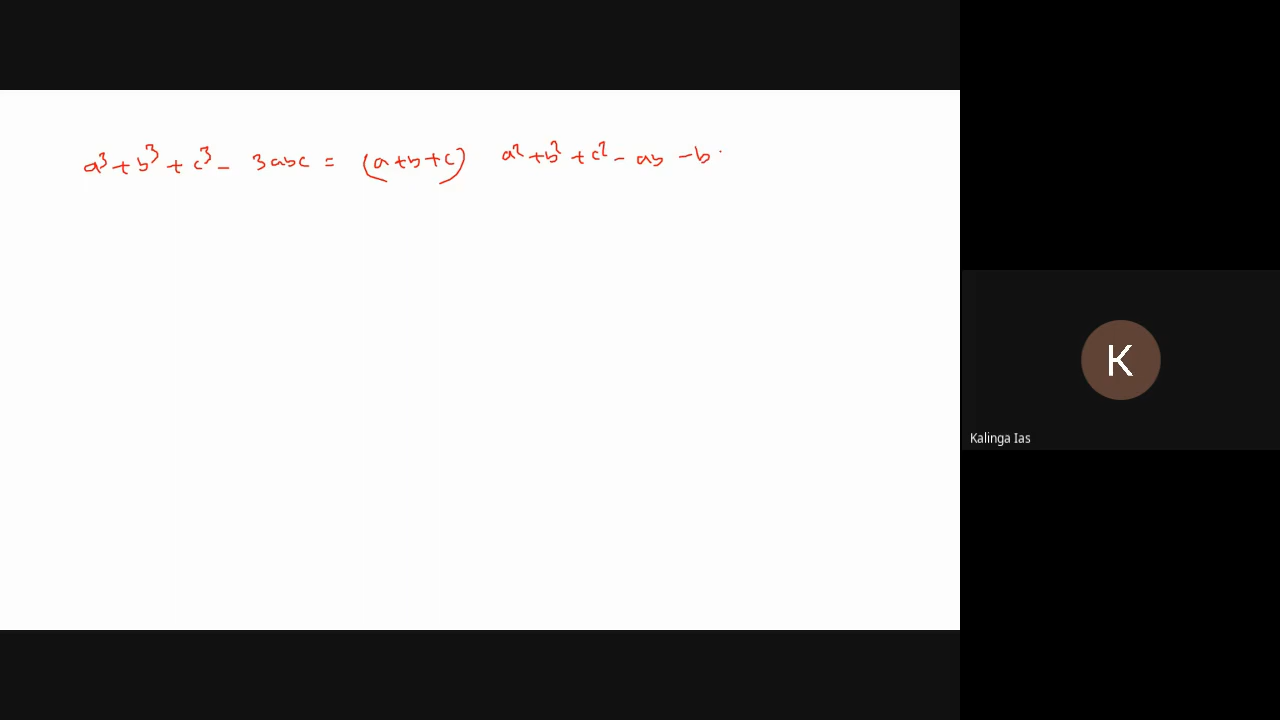 a³ + b³ + c³ - 3abc = (a+b+c) a² + b² + c² - ab - b
K
Kalinga Ias